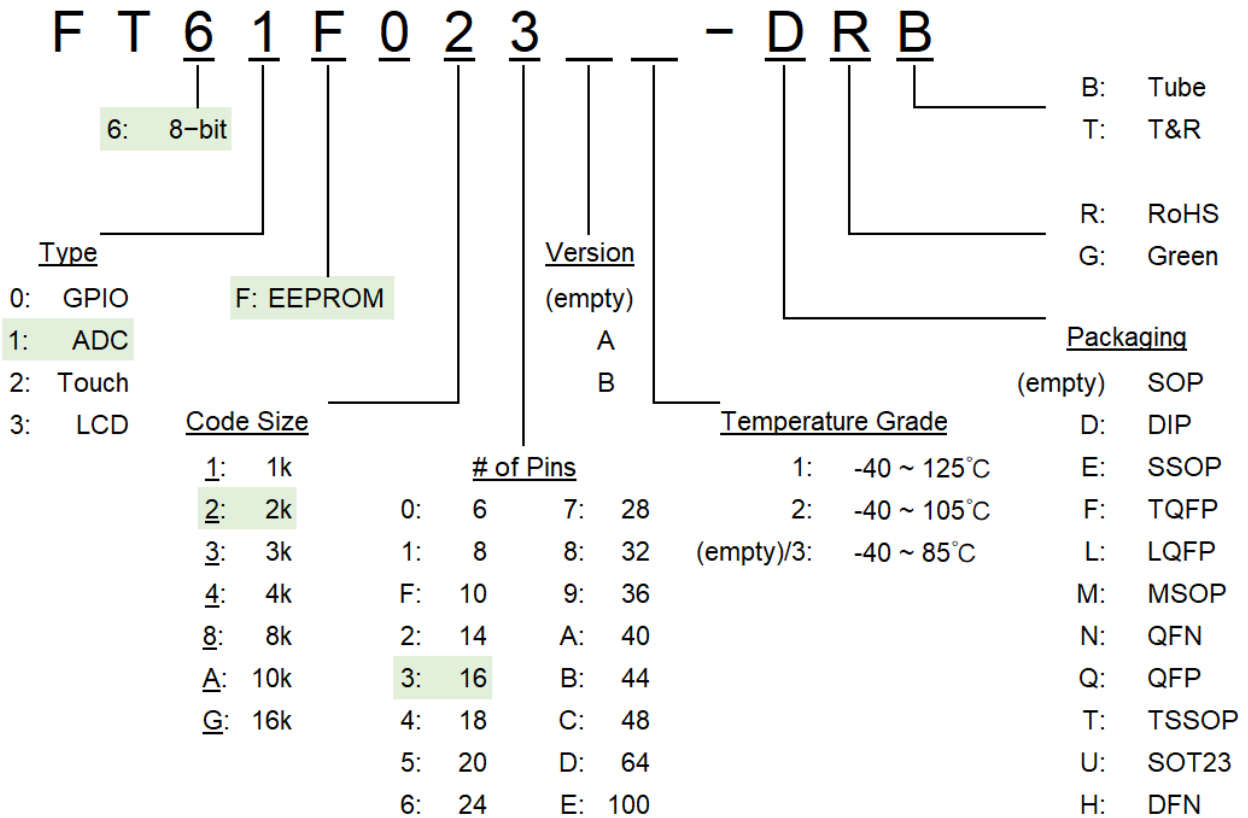 F T 6 1 F 0 2 3 _ _ - D R B
B: Tube
6: 8-bit
T: T&R
R: RoHS
Type
Version
G: Green
0: GPIO
F: EEPROM
(empty)
1: ADC
A
Packaging
2: Touch
B
(empty) SOP
3: LCD
Code Size
Temperature Grade
D: DIP
1: 1k
# of Pins
1: -40 ~ 125℃
E: SSOP
2: 2k
0: 6
7: 28
2: -40 ~ 105℃
F: TQFP
3: 3k
1: 8
8: 32
(empty)/3: -40 ~ 85℃
L: LQFP
4: 4k
F: 10
9: 36
M: MSOP
8: 8k
2: 14
A: 40
N: QFN
A: 10k
3: 16
B: 44
Q: QFP
G: 16k
4: 18
C: 48
T: TSSOP
5: 20
D: 64
U: SOT23
6: 24
E: 100
H: DFN